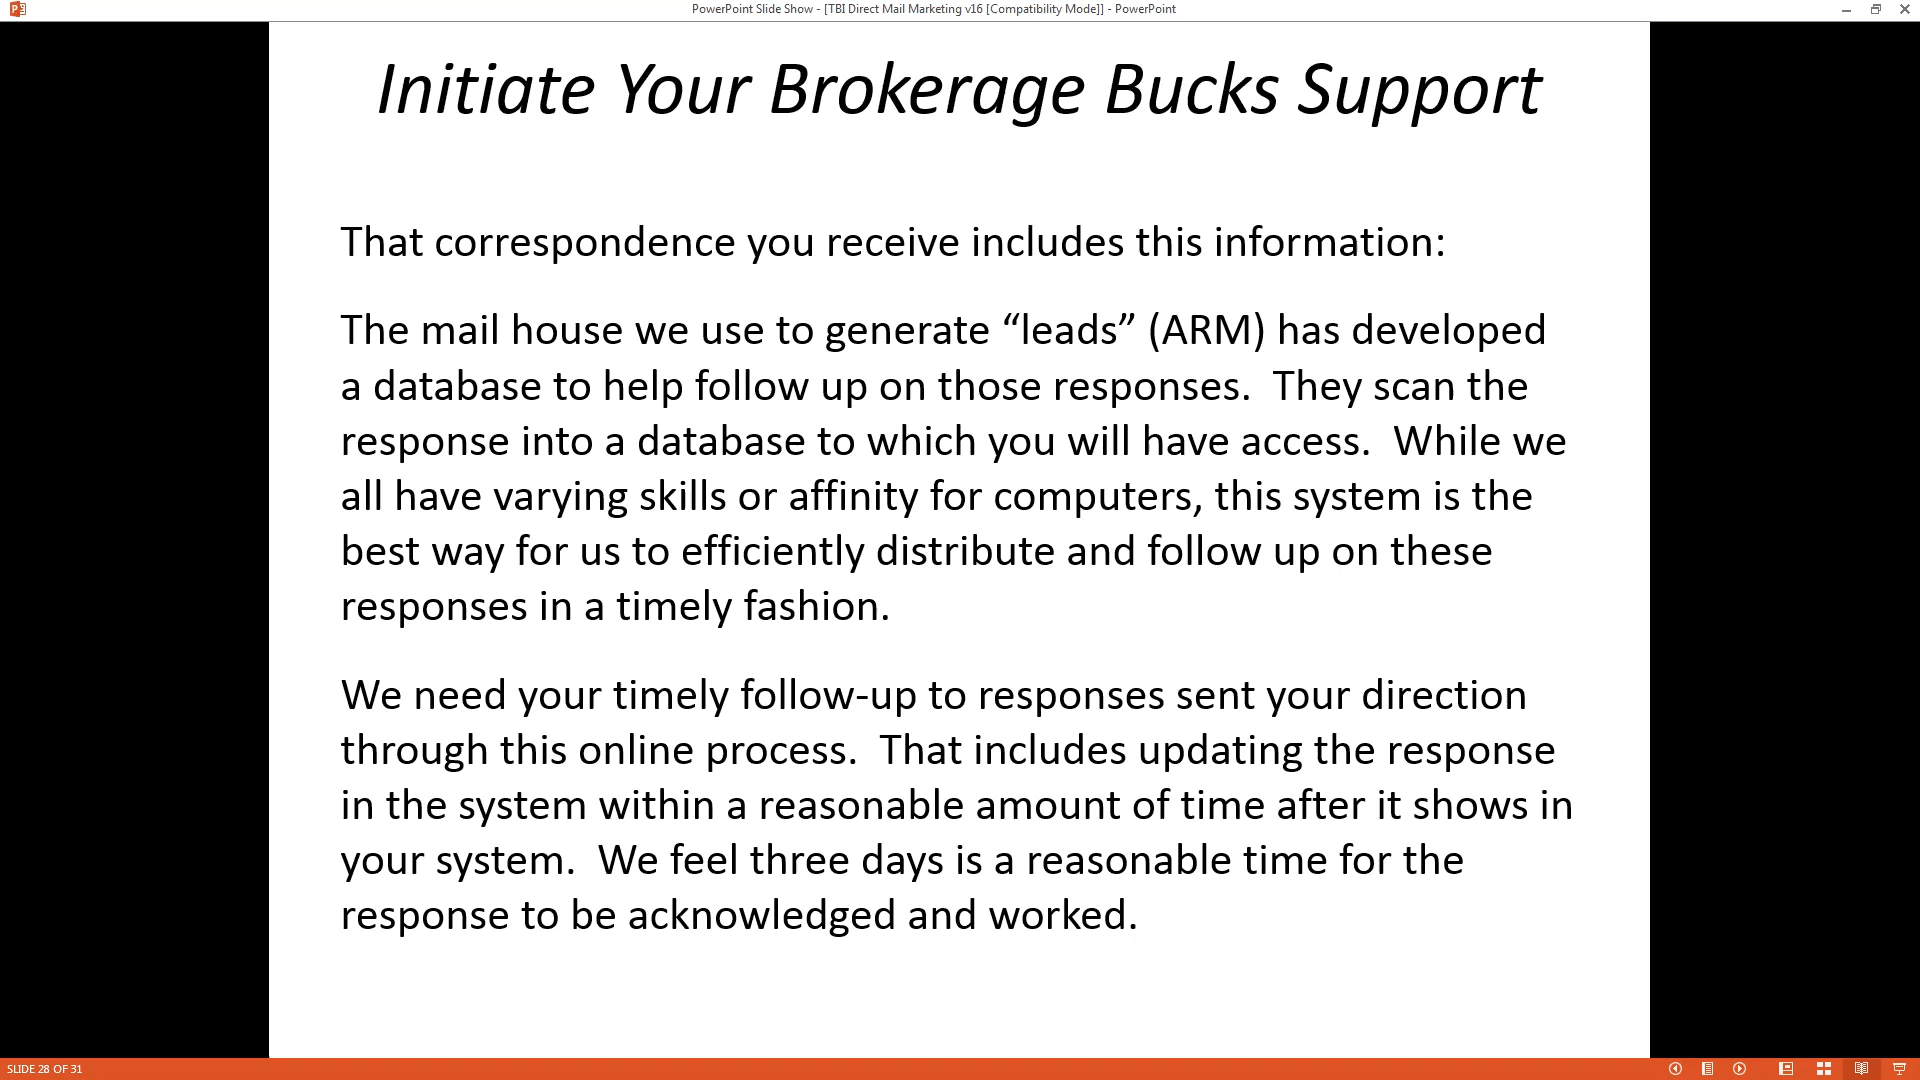 PowerPoint Slide Show - [TBI Direct Mail Marketing v16 [Compatibility Mode]] - PowerPoint
Initiate Your Brokerage Bucks Support
That correspondence you receive includes this information:
The mail house we use to generate “leads” (ARM) has developed
a database to help follow up on those responses.  They scan the
response into a database to which you will have access.  While we
all have varying skills or affinity for computers, this system is the
best way for us to efficiently distribute and follow up on these
responses in a timely fashion.
We need your timely follow-up to responses sent your direction
through this online process.  That includes updating the response
in the system within a reasonable amount of time after it shows in
your system.  We feel three days is a reasonable time for the
response to be acknowledged and worked.
SLIDE 28 OF 31